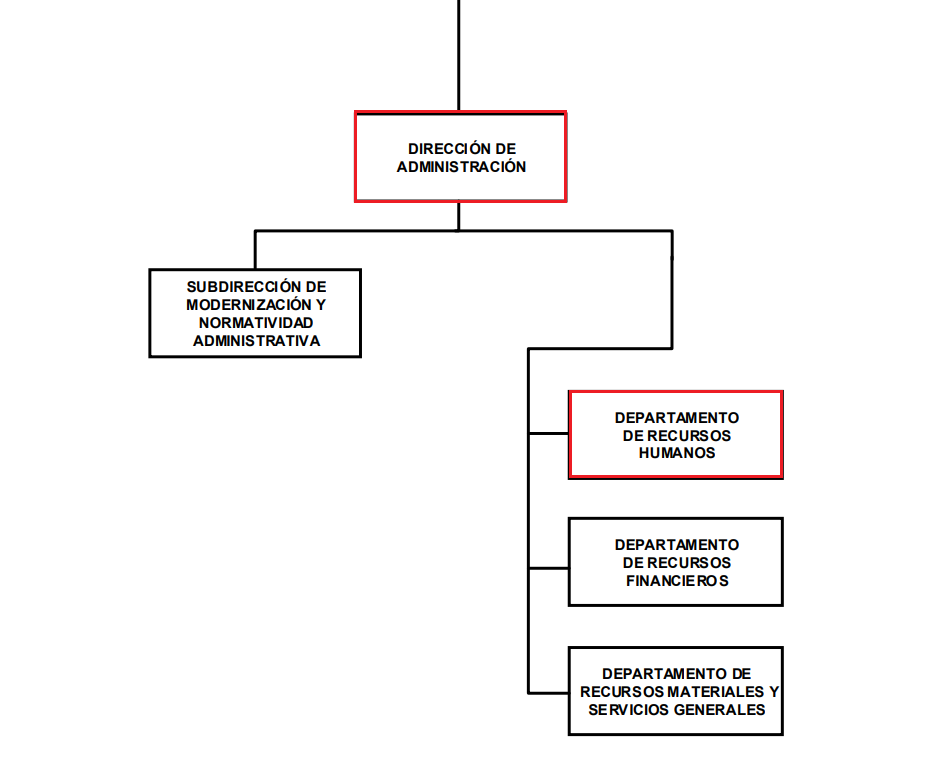 DIRECCIÓN DE
ADMINISTRACIÓN
SUBDIRECCIÓN DE
MODERNIZACIÓN Y
NORMATIVIDAD
ADMINISTRATIVA
DEPARTAMENTO
DE RECURSOS
HUMANOS
DEPARTAMENTO
DE RECURSOS
FINANCIEROS
DEPARTAMENTO DE
RECURSOS MATERIALES Y
SERVICIOS GENERALES